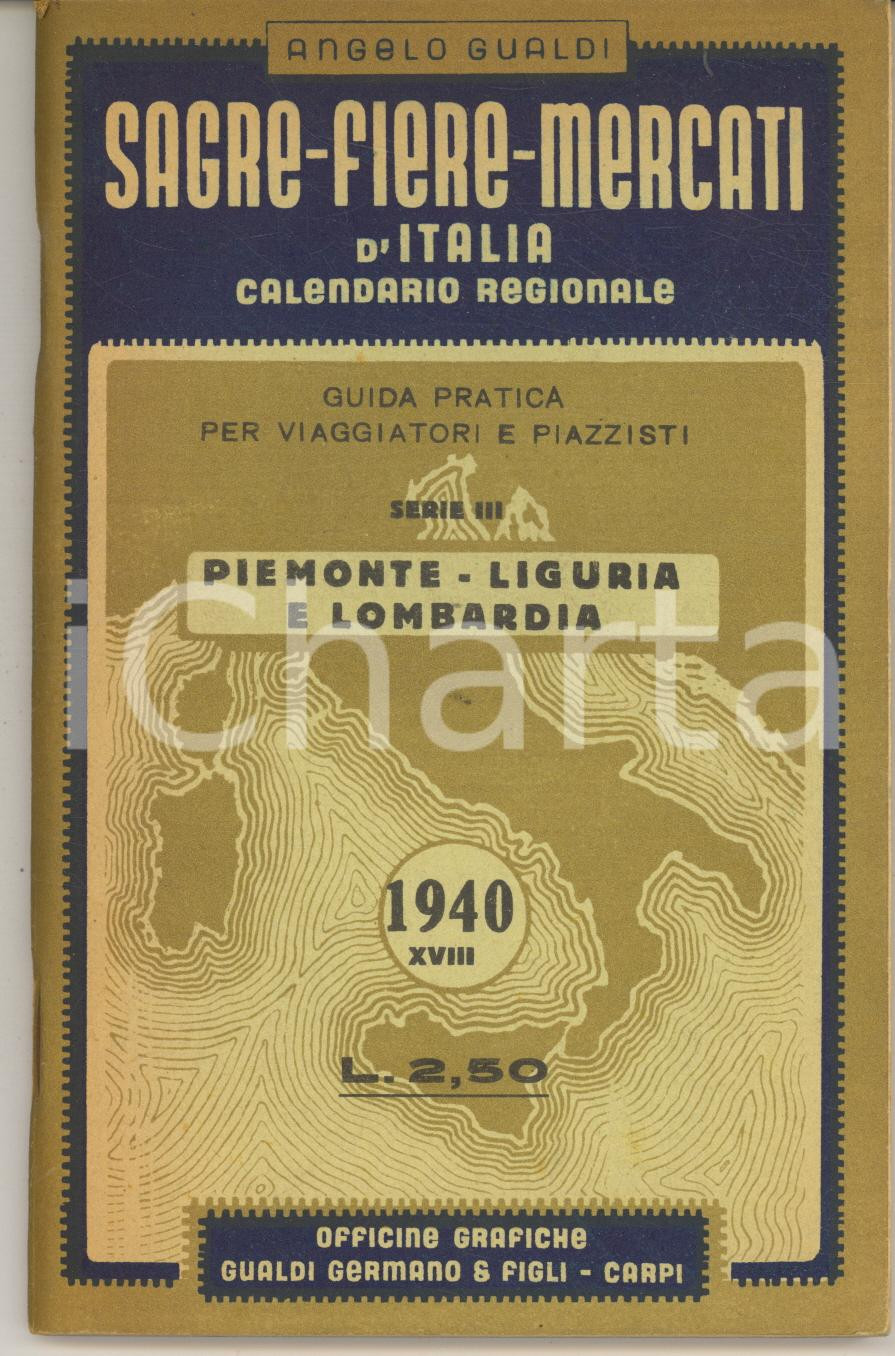 ANGELO GUALDI
SAGRE-FIERE-MERCATI
D'ITALIA
CALENDARIO REGIONALE
GUIDA PRATICA
PER VIAGGIATORI E PIAZZISTI
SERIE III
PIEMONTE - LIGURIA
E LOMBARDIA
iCharta
1940
XVIII
L. 2,50
OFFICINE GRAFICHE
GUALDI GERMANO & FIGLI - CARPI